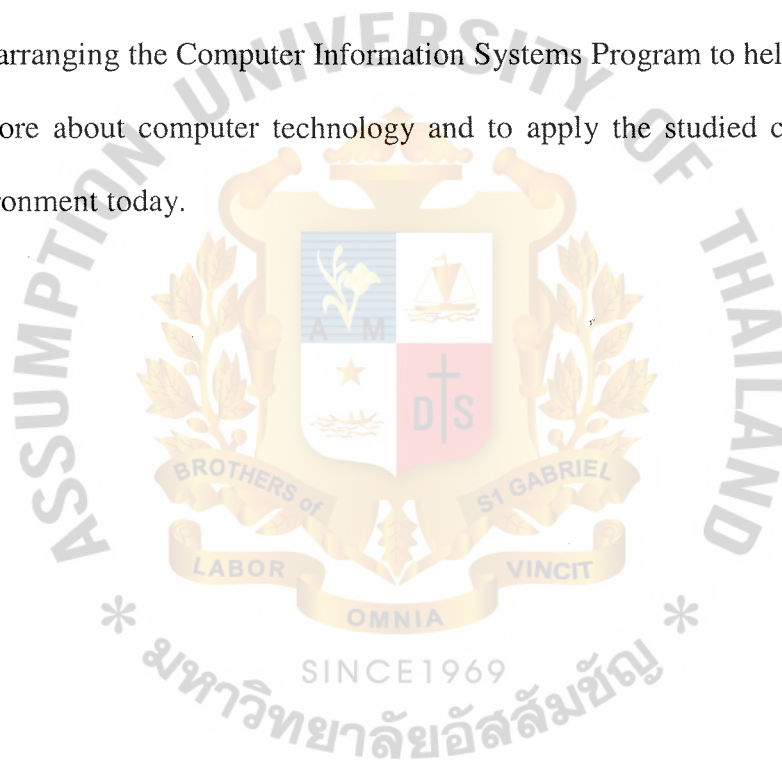 arranging the Computer Information Systems Program to hel
ore about computer technology and to apply the studied c
ronment today.
ASSUMPTION UNIVERSITY OF THAILAND
A M
D S
BROTHERS of
S1 GABRIEL
LABOR
VINCIT
OMNIA
SINCE1969
* มหาวิทยาลัยอัสสัมชัญ *